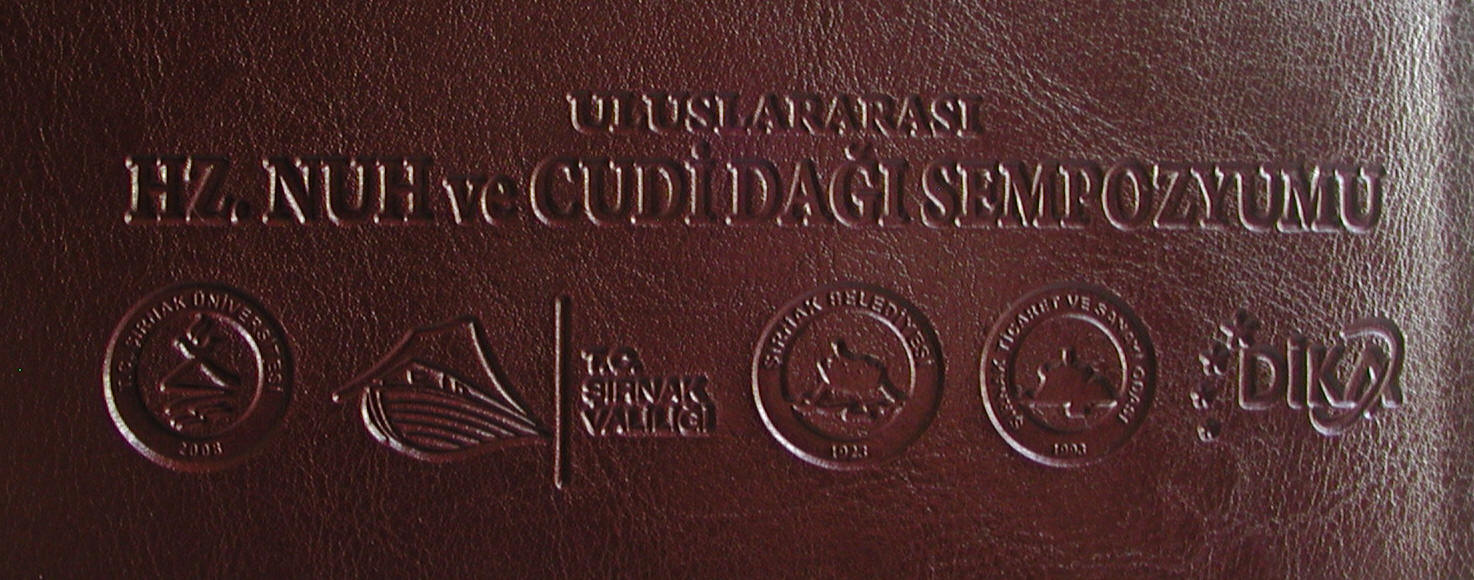 ULUSLARARASI
HZ. NUH ve CUDİ DAĞI SEMPOZYUMU
T.C. ŞIRNAK ÜNİVERSİTESİ
2008
T.C.
ŞIRNAK
VALİLİĞİ
ŞIRNAK BELEDİYESİ
1923
ŞIRNAK TİCARET VE SANAYİ ODASI
1993
DİKA